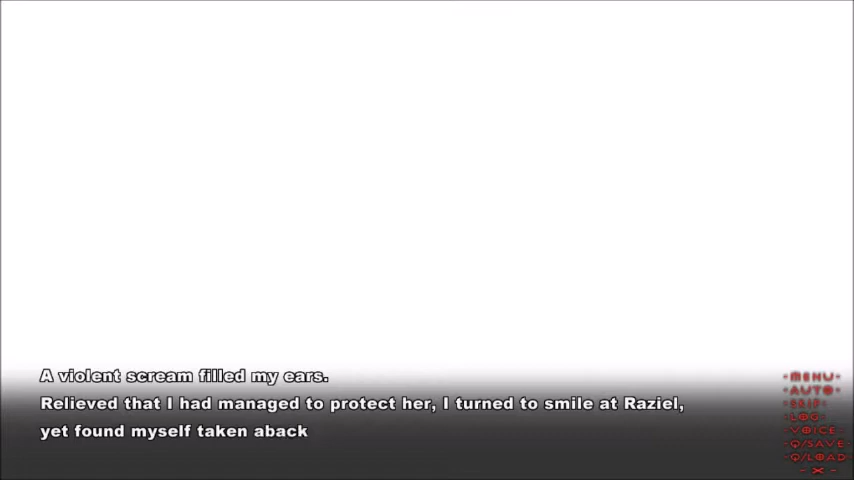 A violent scream filled my ears.
Relieved that I had managed to protect her, I turned to smile at Raziel,
yet found myself taken aback
-MENU-
-AUTO-
-SKIP-
-LOG-
-VOICE-
-Q/SAVE-
-Q/LOAD-
-X-